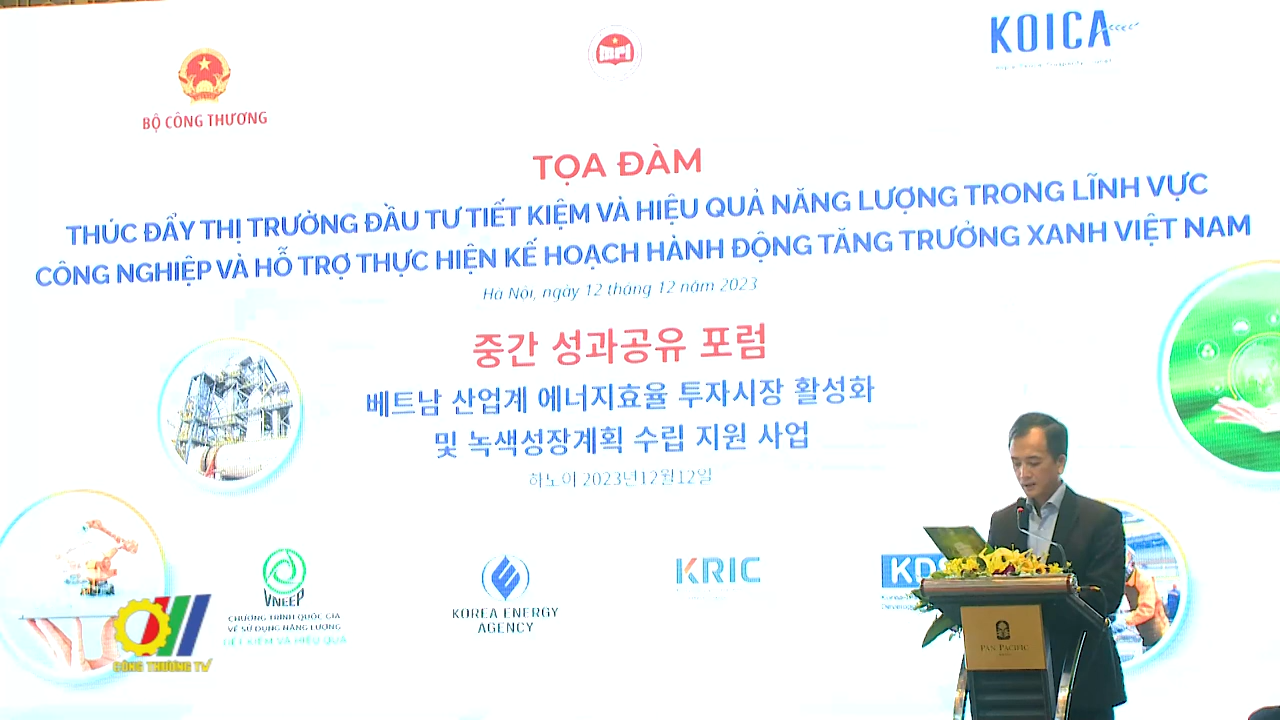 KOICA
BỘ CÔNG THƯƠNG
TỌA ĐÀM
THÚC ĐẨY THỊ TRƯỜNG ĐẦU TƯ TIẾT KIỆM VÀ HIỆU QUẢ NĂNG LƯỢNG TRONG LĨNH VỰC
CÔNG NGHIỆP VÀ HỖ TRỢ THỰC HIỆN KẾ HOẠCH HÀNH ĐỘNG TĂNG TRƯỞNG XANH VIỆT NAM
Hà Nội, ngày 12 tháng 12 năm 2023
중간 성과공유 포럼
베트남 산업계 에너지효율 투자시장 활성화
및 녹색성장계획 수립 지원 사업
하노이 2023년12월12일
VNEEP
CHƯƠNG TRÌNH QUỐC GIA
VỀ SỬ DỤNG NĂNG LƯỢNG
TIẾT KIỆM VÀ HIỆU QUẢ
KOREA ENERGY
AGENCY
KRIC
KDS
PAN PACIFIC
CÔNG THƯƠNG TV